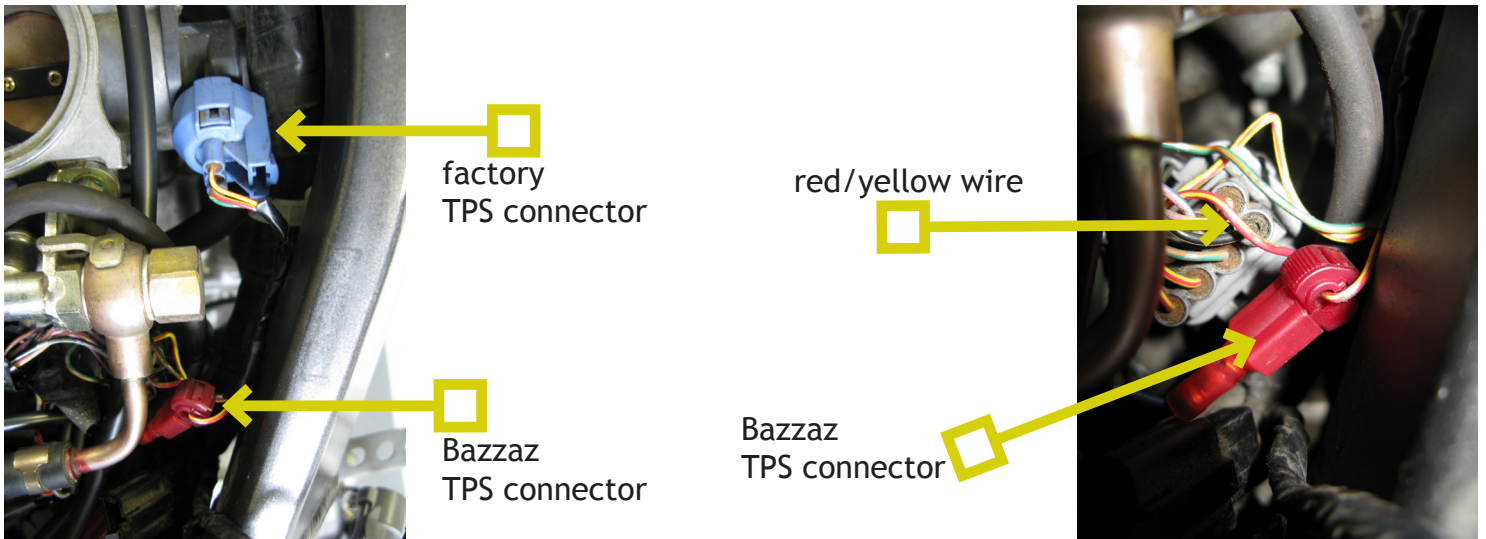 factory
TPS connector
Bazzaz
TPS connector
red/yellow wire
Bazzaz
TPS connector